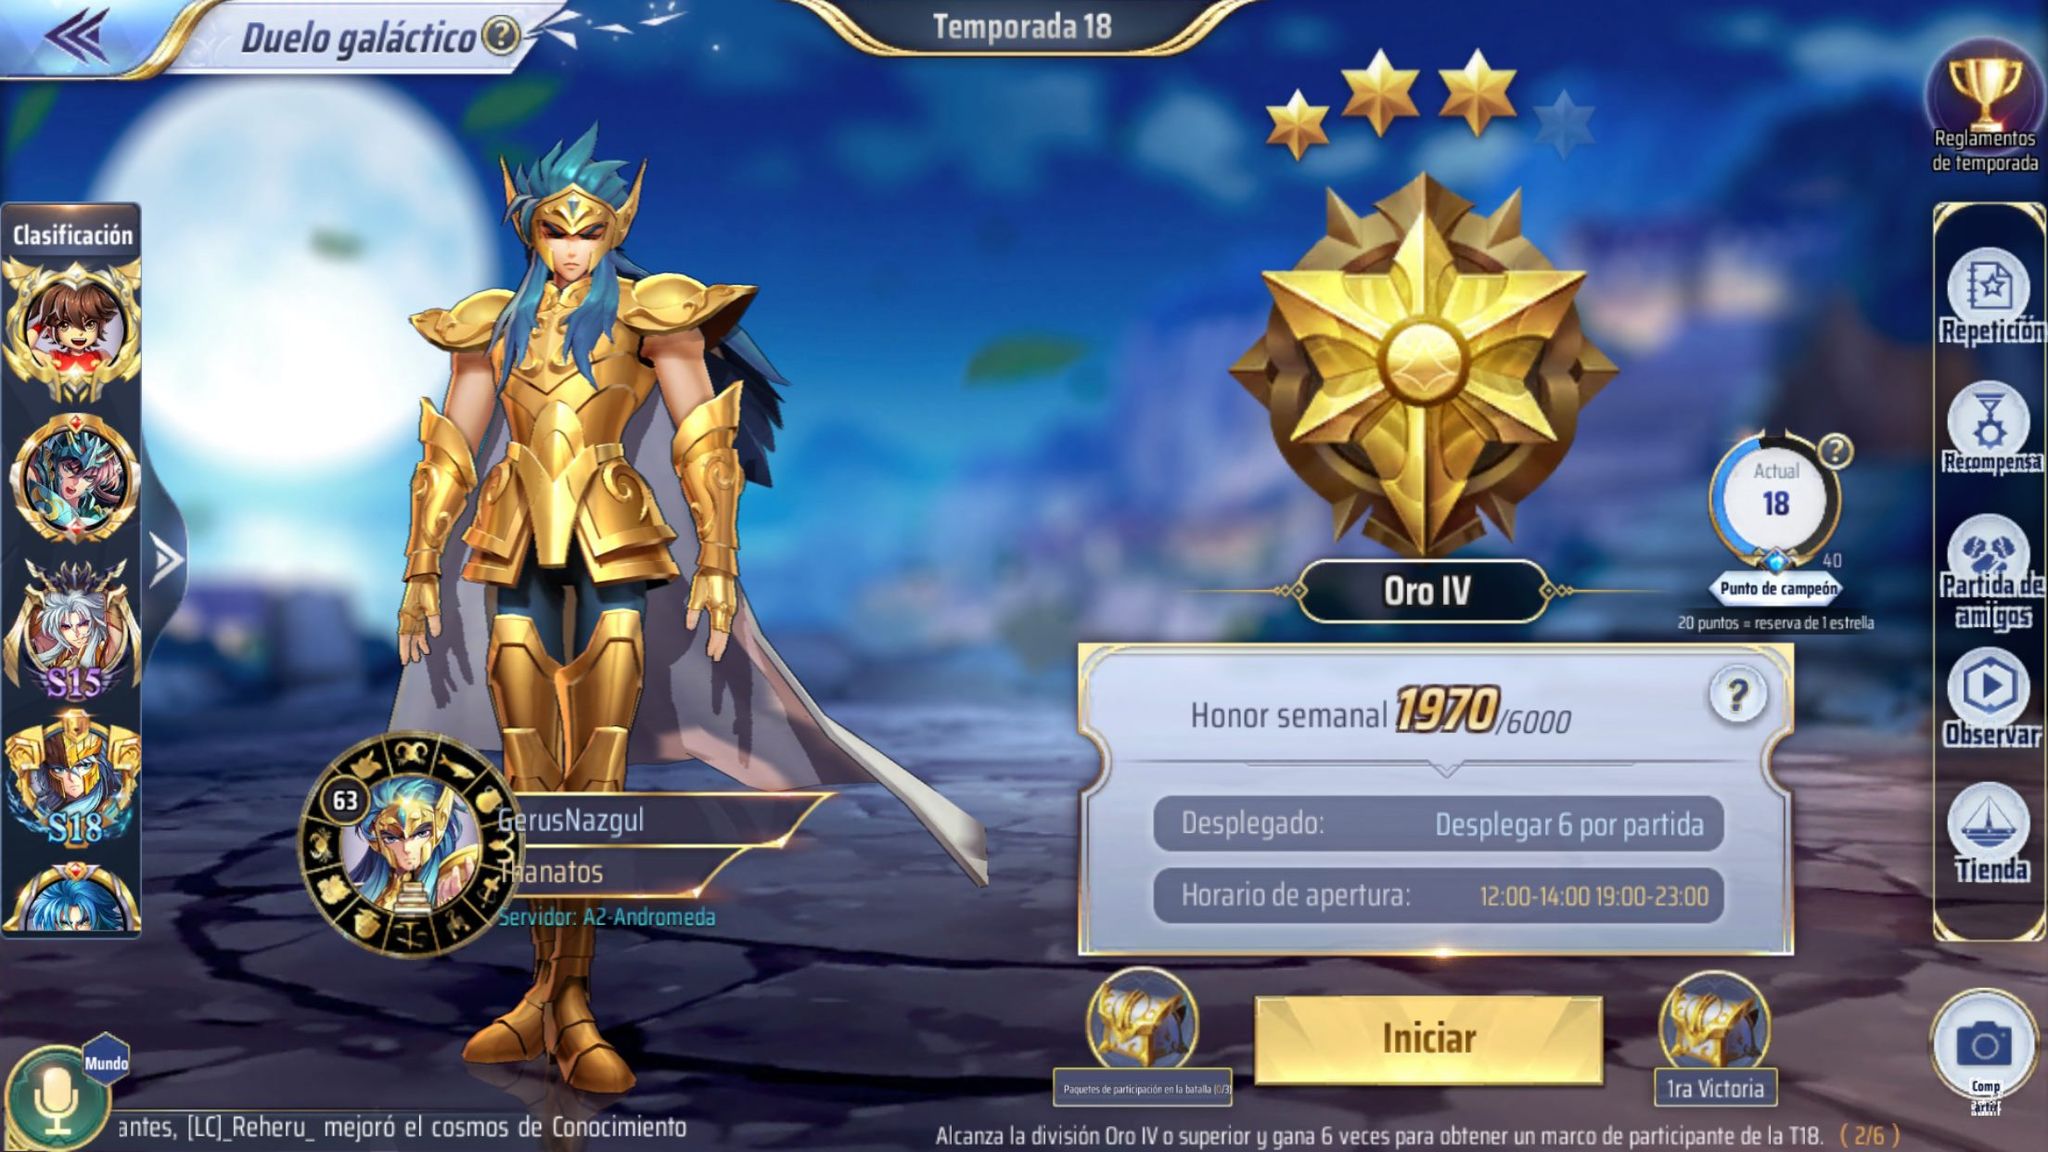 Duelo galáctico ?
Temporada 18
Reglamentos
de temporada
Clasificación
S15
S18
63
GerusNazgul
Thanatos
Servidor: A2-Andromeda
Oro IV
Actual
18
?
40
Punto de campeón
20 puntos = reserva de 1 estrella
Honor semanal 1970/6000
?
Desplegado: Desplegar 6 por partida
Horario de apertura: 12:00-14:00 19:00-23:00
Paquetes de participación en la batalla (0/3)
Iniciar
1ra Victoria
Repetición
Recompensa
Partida de
amigos
Observar
Tienda
Comp
artir
Mundo
antes, [LC]_Reheru_ mejoró el cosmos de Conocimiento
Alcanza la división Oro IV o superior y gana 6 veces para obtener un marco de participante de la T18. ( 2/6 )